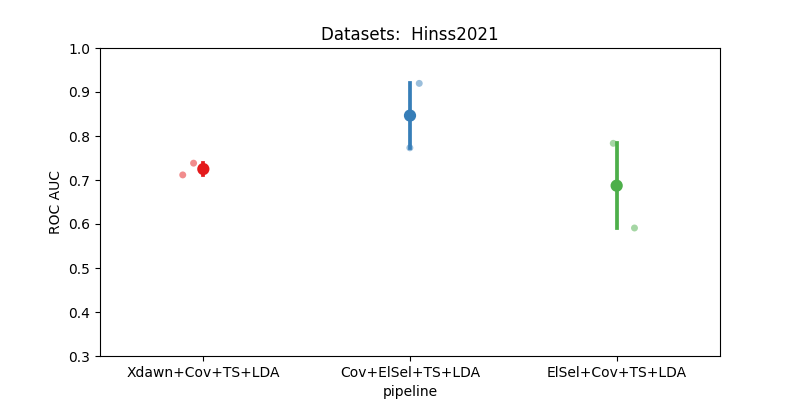 Datasets:  Hinss2021
1.0
0.9
0.8
0.7
0.6
0.5
0.4
0.3
ROC AUC
Xdawn+Cov+TS+LDA
Cov+ElSel+TS+LDA
ElSel+Cov+TS+LDA
pipeline